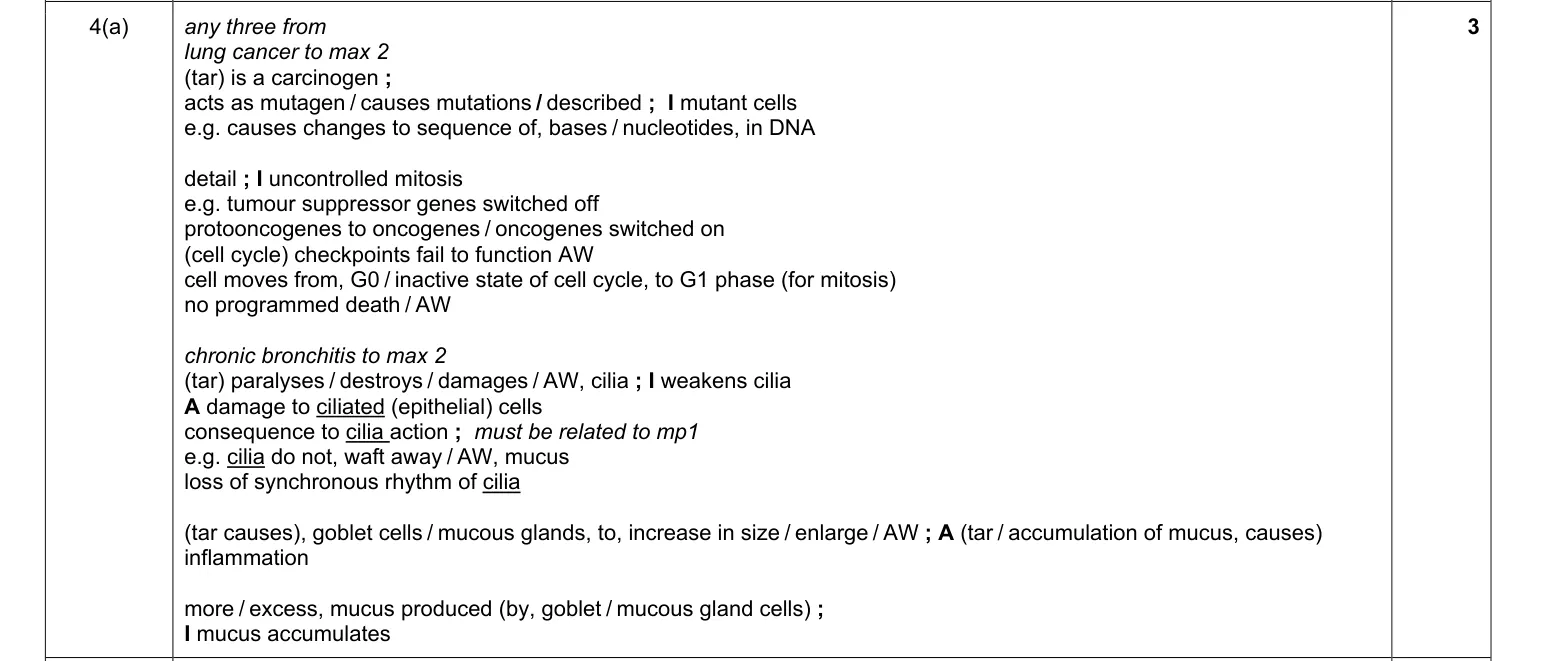 4(a)
any three from
3
lung cancer to max 2
(tar) is a carcinogen ;
acts as mutagen / causes mutations / described ; I mutant cells
e.g. causes changes to sequence of, bases / nucleotides, in DNA
detail ; I uncontrolled mitosis
e.g. tumour suppressor genes switched off
protooncogenes to oncogenes / oncogenes switched on
(cell cycle) checkpoints fail to function AW
cell moves from, G0 / inactive state of cell cycle, to G1 phase (for mitosis)
no programmed death / AW
chronic bronchitis to max 2
(tar) paralyses / destroys / damages / AW, cilia ; I weakens cilia
A damage to ciliated (epithelial) cells
consequence to cilia action ; must be related to mp1
e.g. cilia do not, waft away / AW, mucus
loss of synchronous rhythm of cilia
(tar causes), goblet cells / mucous glands, to, increase in size / enlarge / AW ; A (tar / accumulation of mucus, causes)
inflammation
more / excess, mucus produced (by, goblet / mucous gland cells) ;
I mucus accumulates